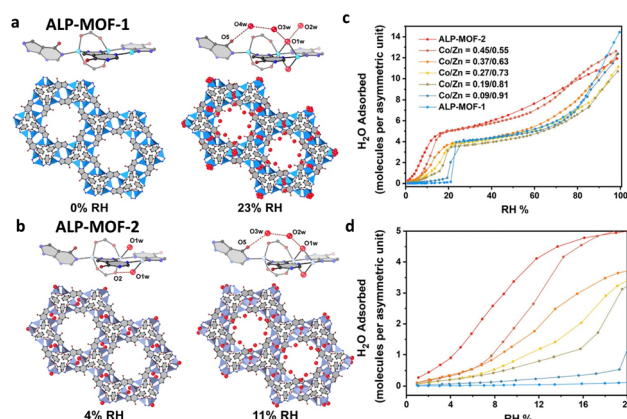 a
ALP-MOF-1
O5
O4w
O3w
O2w
O1w
0% RH
23% RH
b
ALP-MOF-2
O1w
O2
O1w
O5
O3w
O2w
O1w
4% RH
11% RH
c
H₂O Adsorbed
(molecules per asymmetric unit)
14
12
10
8
6
4
2
0
ALP-MOF-2
Co/Zn = 0.45/0.55
Co/Zn = 0.37/0.63
Co/Zn = 0.27/0.73
Co/Zn = 0.19/0.81
Co/Zn = 0.09/0.91
ALP-MOF-1
0 20 40 60 80 100
RH %
d
H₂O Adsorbed
(molecules per asymmetric unit)
5
4
3
2
1
0
0 4 8 12 16 2
RH %